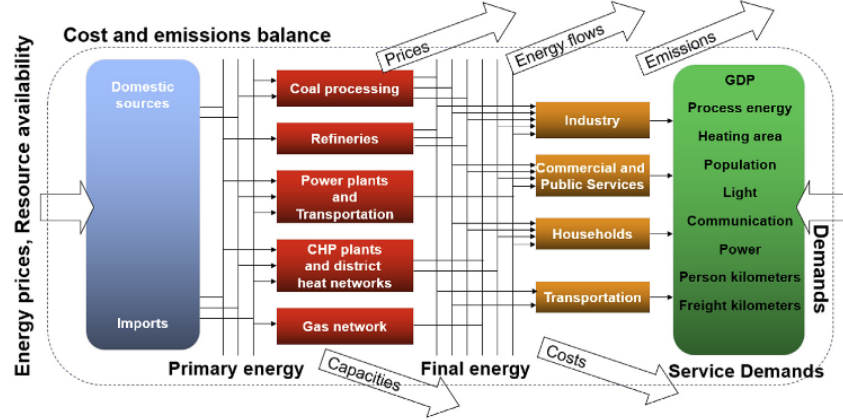 Cost and emissions balance
Prices
Energy flows
Emissions
Energy prices, Resource availability
Domestic
sources
Imports
Primary energy
Coal processing
Refineries
Power plants
and
Transportation
CHP plants
and district
heat networks
Gas network
Capacities
Final energy
Industry
Commercial and
Public Services
Households
Transportation
Costs
GDP
Process energy
Heating area
Population
Light
Communication
Power
Person kilometers
Freight kilometers
Service Demands
Demands